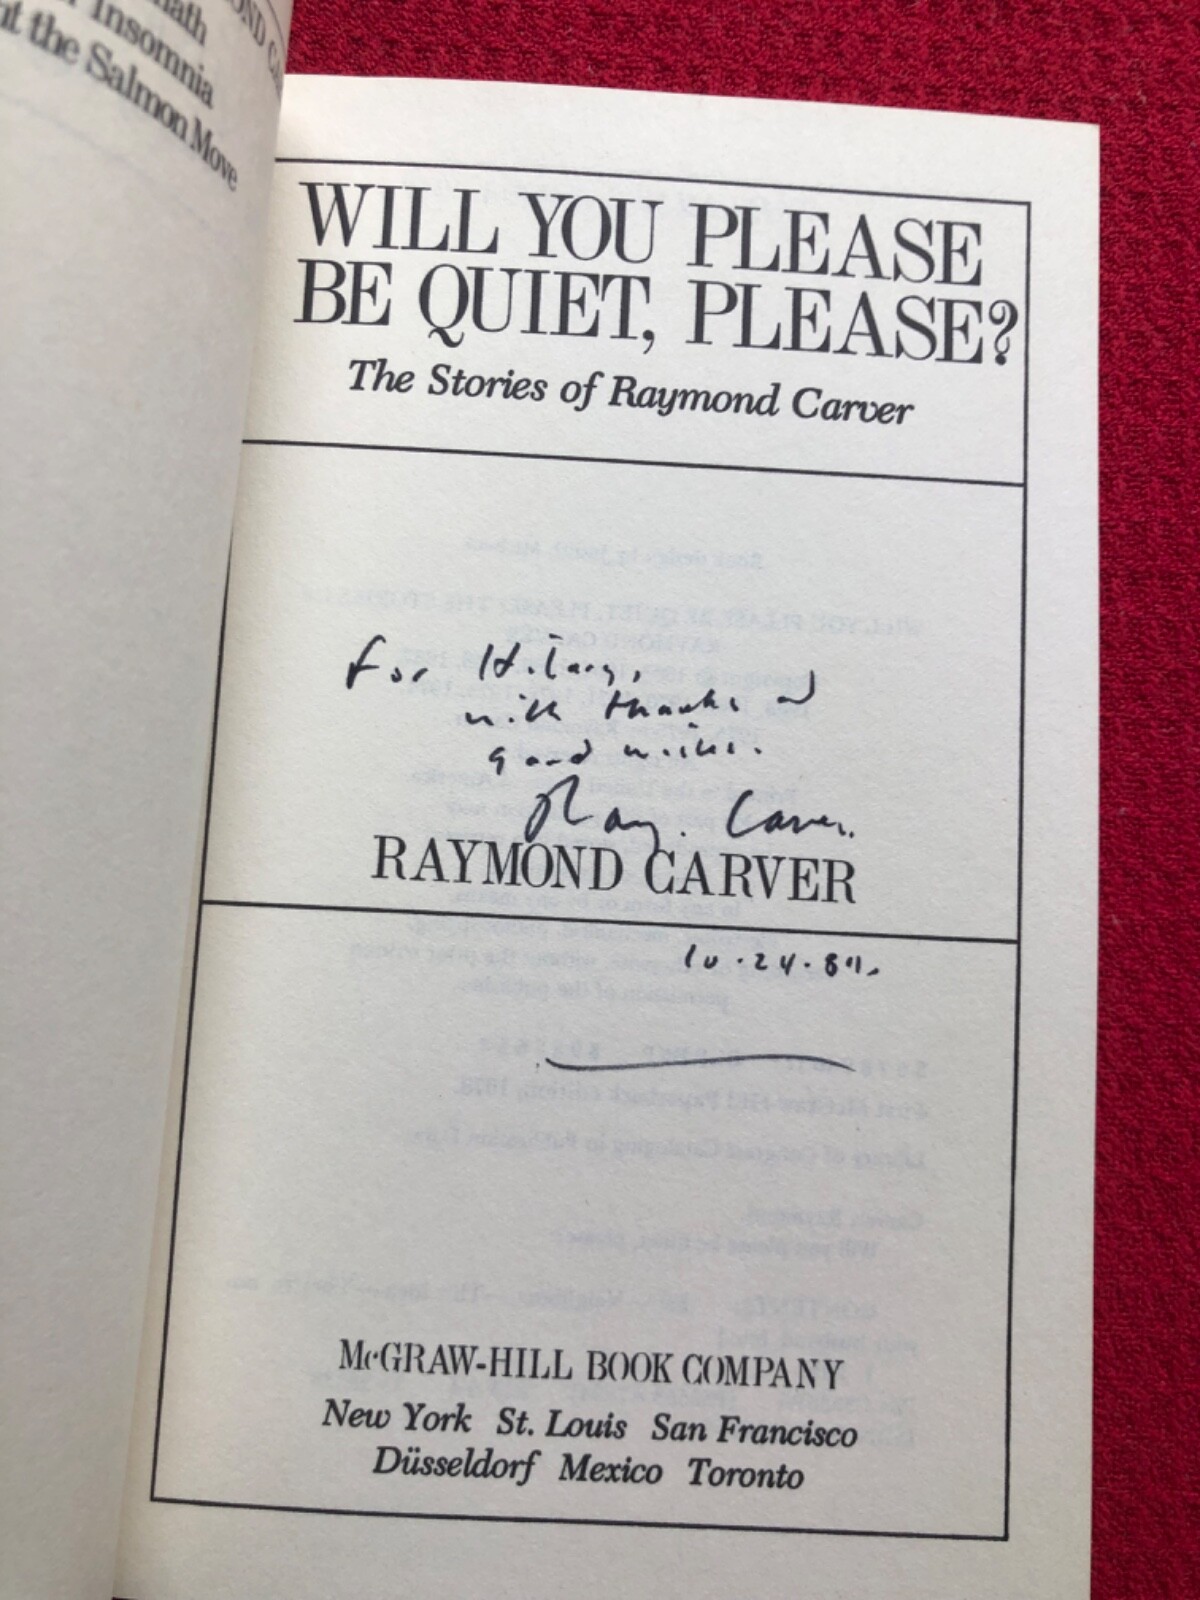 Insomnia
the Salmon Move
WILL YOU PLEASE
BE QUIET, PLEASE?
The Stories of Raymond Carver
For Hilary,
with thanks and
good wishes.
Ray Carver.
RAYMOND CARVER
10.24.84.
McGRAW-HILL BOOK COMPANY
New York St. Louis San Francisco
Düsseldorf Mexico Toronto